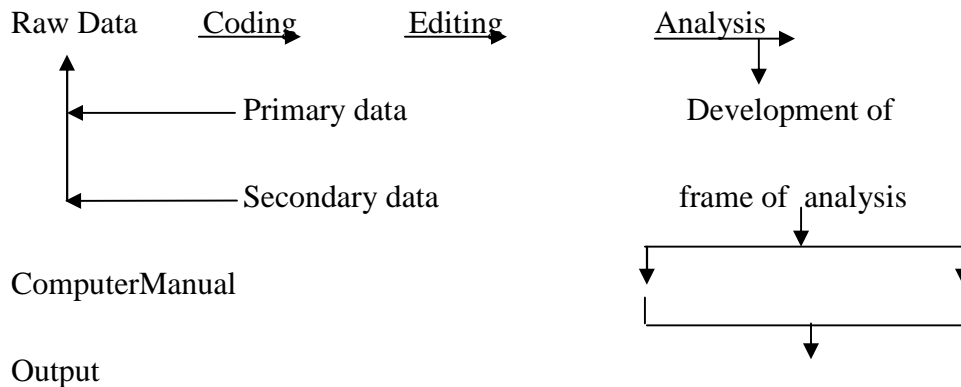 Raw Data Coding Editing Analysis
Primary data Development of
Secondary data frame of analysis
ComputerManual
Output